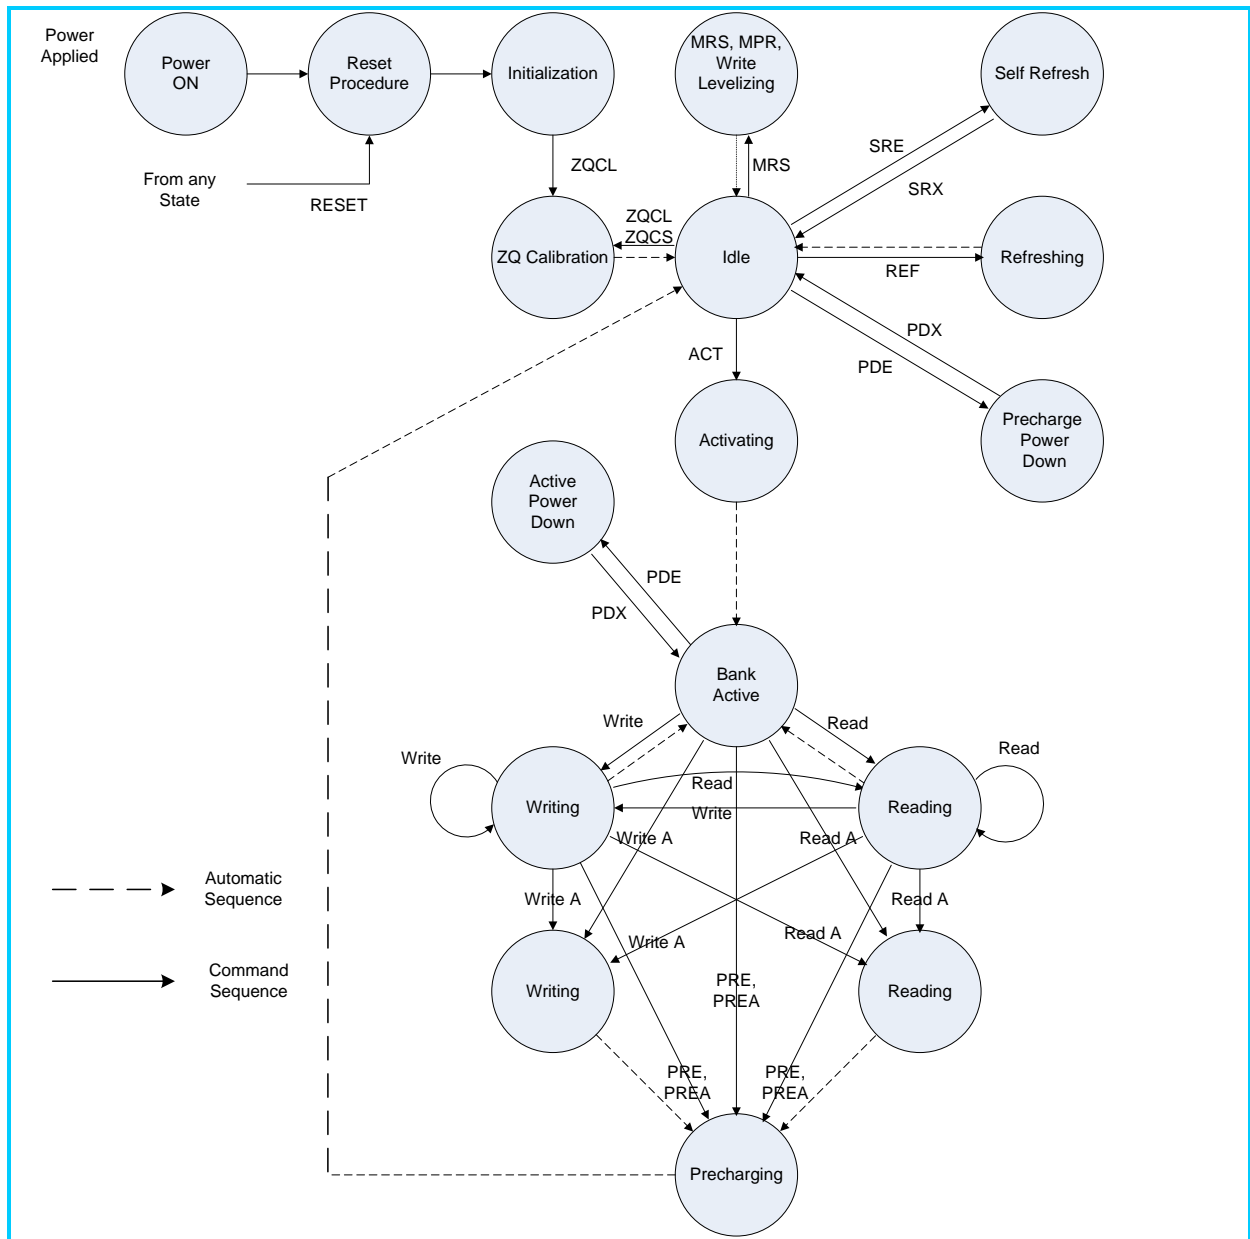 Power
Applied
Power
ON
Reset
Procedure
Initialization
MRS, MPR,
Write
Levelizing
Self Refresh
From any
State
RESET
ZQCL
MRS
SRE
SRX
ZQCL
ZQCS
ZQ Calibration
Idle
REF
Refreshing
ACT
PDX
PDE
Activating
Precharge
Power
Down
Active
Power
Down
PDE
PDX
Bank
Active
Write
Read
Write
Read
Writing
Read
Write
Reading
Write A
Read A
Automatic
Sequence
Write A
Read A
Write A
Read A
Command
Sequence
Writing
PRE,
PREA
Reading
PRE,
PREA
PRE,
PREA
Precharging